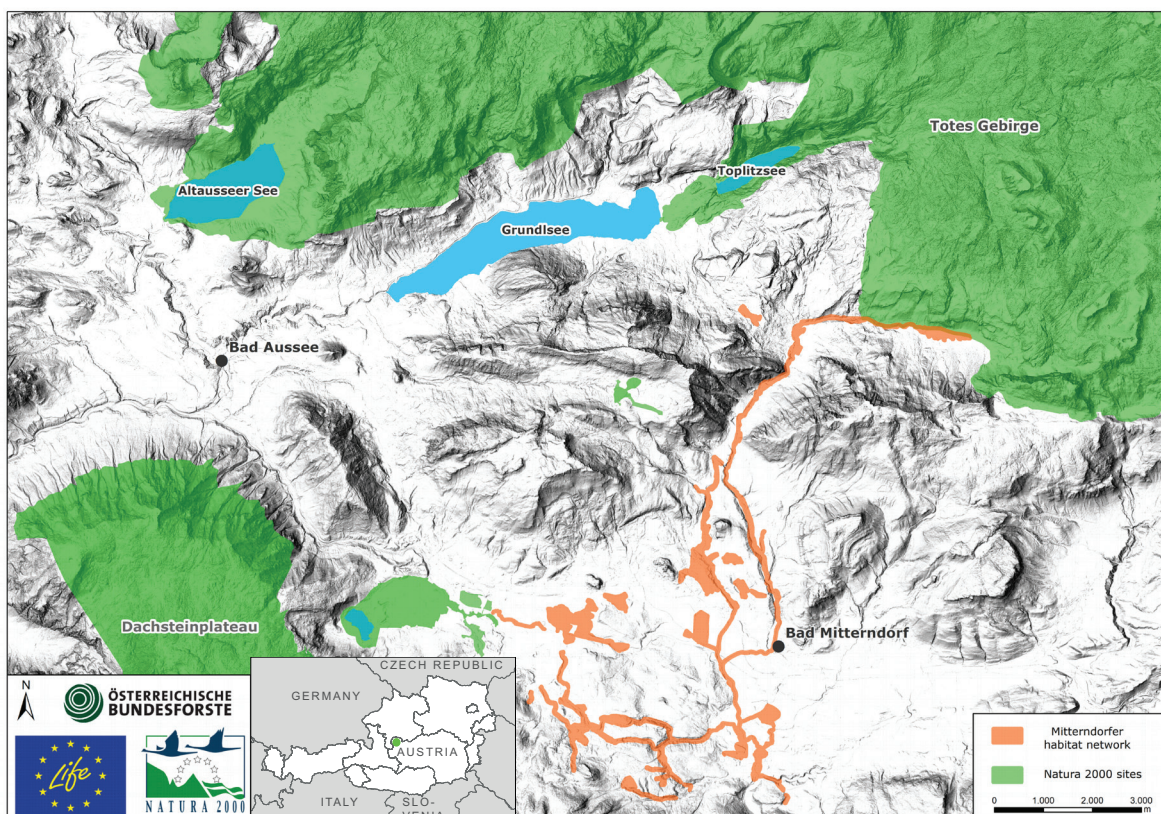 Totes Gebirge
Toplitzsee
Altausseer See
Grundlsee
Bad Aussee
Dachsteinplateau
Bad Mitterndorf
N
ÖSTERREICHISCHE
BUNDESFORSTE
Life
NATURA 2000
CZECH REPUBLIC
GERMANY
AUSTRIA
ITALY
SLO-
VENIA
Mitterndorfer
habitat network
Natura 2000 sites
0 1.000 2.000 3.000
m